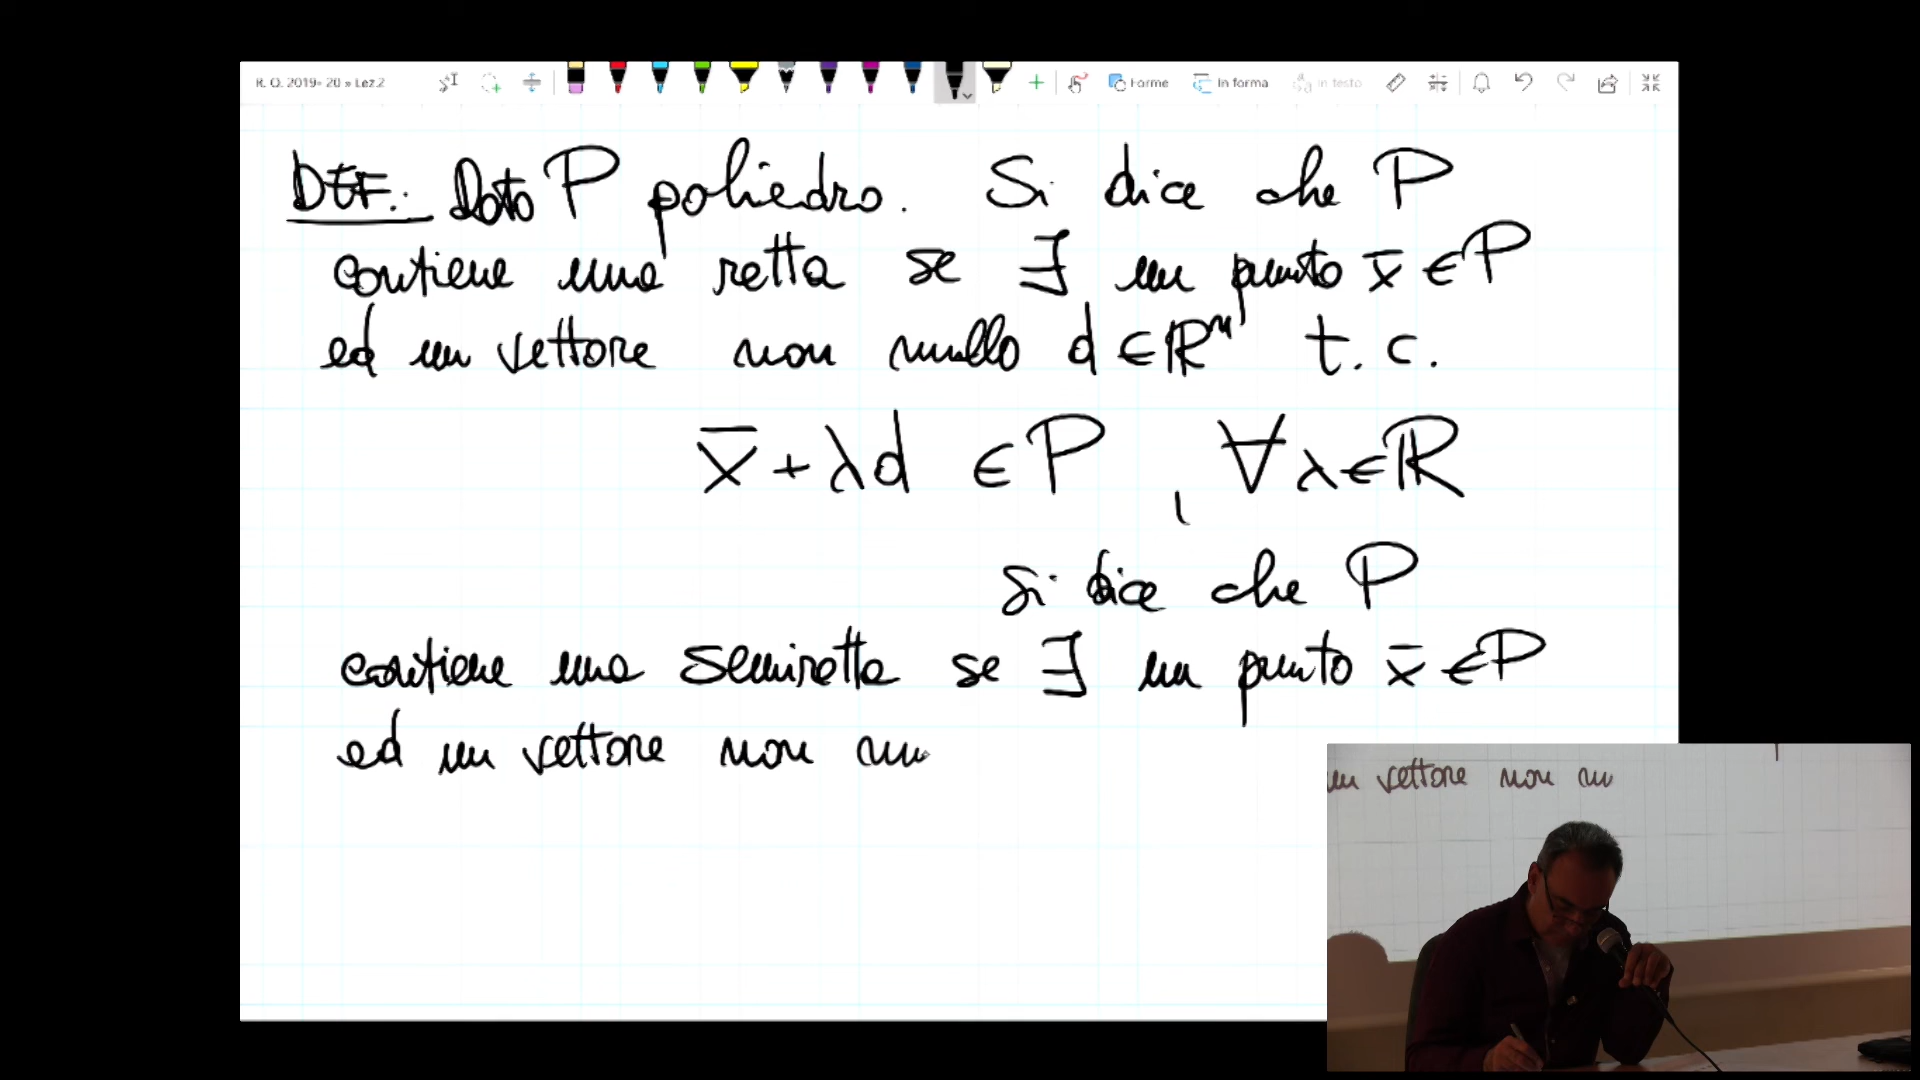 R. O. 2019-20 » Lez.2
Forme
In forma
in testo
DEF: Dato P poliedro. Si dice che P
contiene una retta se ∃ un punto x̄ ∈ P
ed un vettore non nullo d ∈ ℝⁿ t.c.
x̄ + λd ∈ P , ∀ λ ∈ ℝ
Si dice che P
contiene una semiretta se ∃ un punto x̄ ∈ P
ed un vettore non nu
un vettore non nu